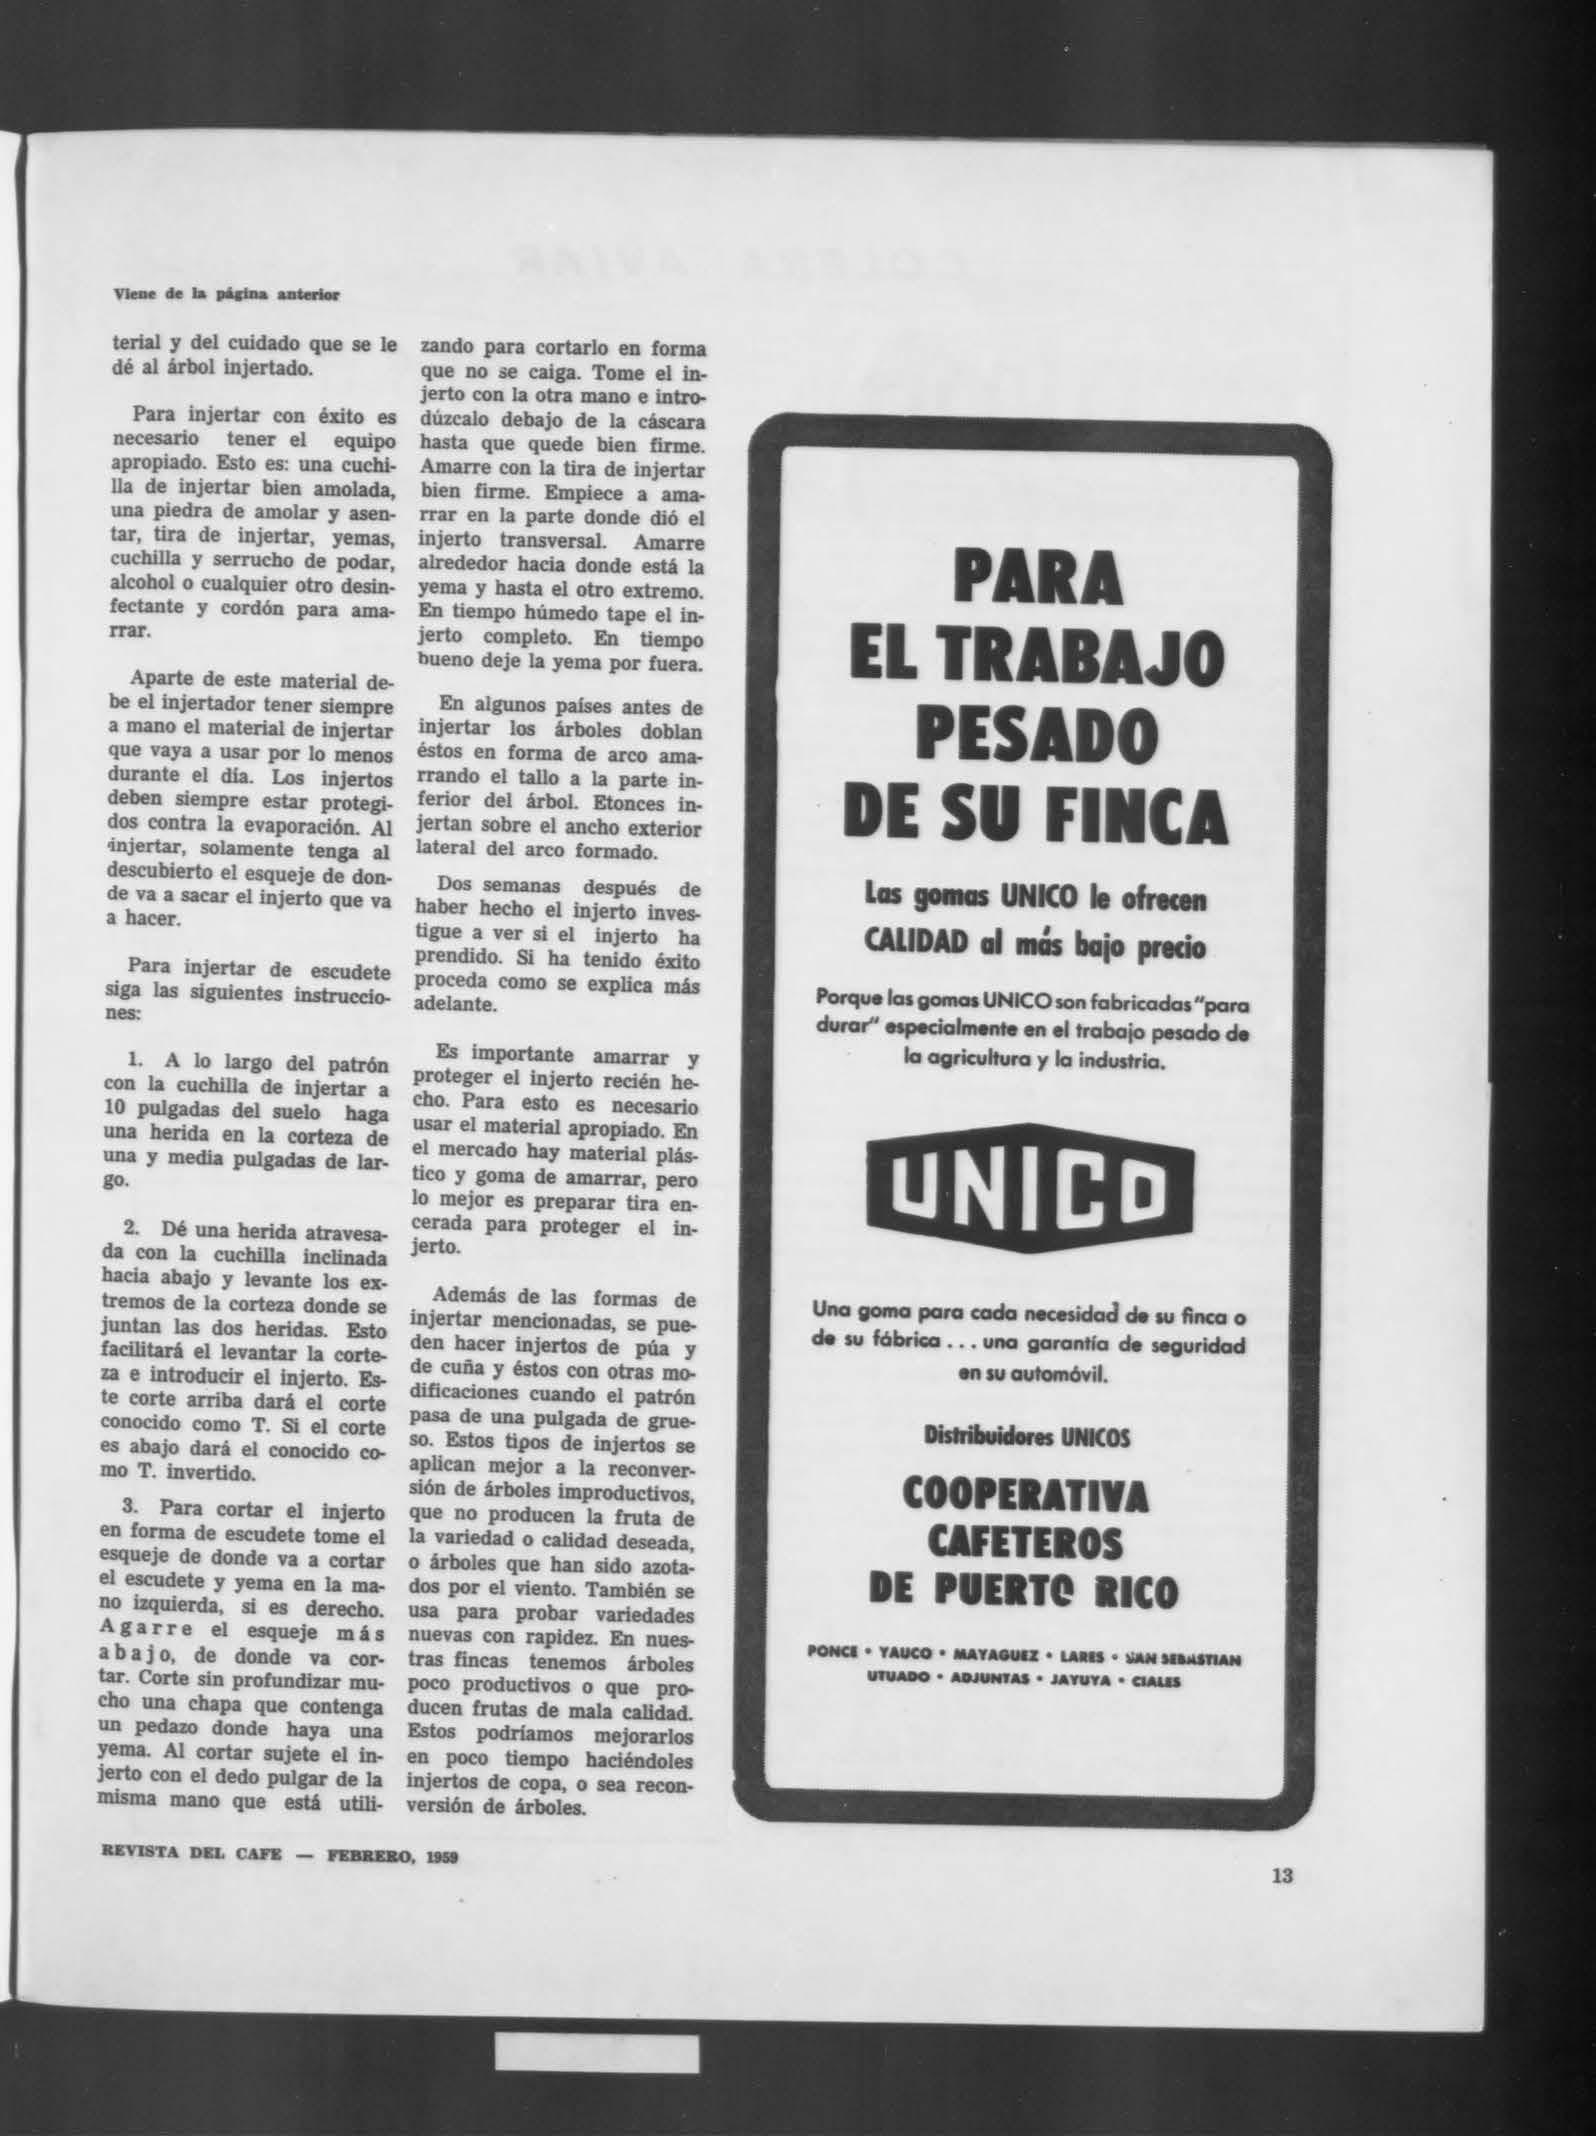 Viene de la página anterior
terial y del cuidado que se le
dé al árbol injertado.
Para injertar con éxito es
necesario tener el equipo
apropiado. Esto es: una cuchi-
lla de injertar bien amolada,
una piedra de amolar y asen-
tar, tira de injertar, yemas,
cuchilla y serrucho de podar,
alcohol o cualquier otro desin-
fectante y cordón para ama-
rrar.
Aparte de este material de-
be el injertador tener siempre
a mano el material de injertar
que vaya a usar por lo menos
durante el día. Los injertos
deben siempre estar protegi-
dos contra la evaporación. Al
injertar, solamente tenga al
descubierto el esqueje de don-
de va a sacar el injerto que va
a hacer.
Para injertar de escudete
siga las siguientes instruccio-
nes:
1. A lo largo del patrón
con la cuchilla de injertar a
10 pulgadas del suelo haga
una herida en la corteza de
una y media pulgadas de lar-
go.
2. Dé una herida atravesa-
da con la cuchilla inclinada
hacia abajo y levante los ex-
tremos de la corteza donde se
juntan las dos heridas. Esto
facilitará el levantar la corte-
za e introducir el injerto. Es-
te corte arriba dará el corte
conocido como T. Si el corte
es abajo dará el conocido co-
mo T. invertido.
3. Para cortar el injerto
en forma de escudete tome el
esqueje de donde va a cortar
el escudete y yema en la ma-
no izquierda, si es derecho.
Agarre el esqueje más
abajo, de donde va cor-
tar. Corte sin profundizar mu-
cho una chapa que contenga
un pedazo donde haya una
yema. Al cortar sujete el in-
jerto con el dedo pulgar de la
misma mano que está utili-
zando para cortarlo en forma
que no se caiga. Tome el in-
jerto con la otra mano e intro-
dúzcalo debajo de la cáscara
hasta que quede bien firme.
Amarre con la tira de injertar
bien firme. Empiece a ama-
rrar en la parte donde dió el
injerto transversal. Amarre
alrededor hacia donde está la
yema y hasta el otro extremo.
En tiempo húmedo tape el in-
jerto completo. En tiempo
bueno deje la yema por fuera.
En algunos países antes de
injertar los árboles doblan
éstos en forma de arco ama-
rrando el tallo a la parte in-
ferior del árbol. Etonces in-
jertan sobre el ancho exterior
lateral del arco formado.
Dos semanas después de
haber hecho el injerto inves-
tigue a ver si el injerto ha
prendido. Si ha tenido éxito
proceda como se explica más
adelante.
Es importante amarrar y
proteger el injerto recién he-
cho. Para esto es necesario
usar el material apropiado. En
el mercado hay material plás-
tico y goma de amarrar, pero
lo mejor es preparar tira en-
cerada para proteger el in-
jerto.
Además de las formas de
injertar mencionadas, se pue-
den hacer injertos de púa y
de cuña y éstos con otras mo-
dificaciones cuando el patrón
pasa de una pulgada de grue-
so. Estos tipos de injertos se
aplican mejor a la reconver-
sión de árboles improductivos,
que no producen la fruta de
la variedad o calidad deseada,
o árboles que han sido azota-
dos por el viento. También se
usa para probar variedades
nuevas con rapidez. En nues-
tras fincas tenemos árboles
poco productivos o que pro-
ducen frutas de mala calidad.
Estos podríamos mejorarlos
en poco tiempo haciéndoles
injertos de copa, o sea recon-
versión de árboles.
PARA
EL TRABAJO
PESADO
DE SU FINCA
Las gomas UNICO le ofrecen
CALIDAD al más bajo precio
Porque las gomas UNICO son fabricadas "para
durar" especialmente en el trabajo pesado de
la agricultura y la industria.
UNICO
Una goma para cada necesidad de su finca o
de su fábrica ... una garantía de seguridad
en su automóvil.
Distribuidores UNICOS
COOPERATIVA
CAFETEROS
DE PUERTO RICO
PONCE • YAUCO • MAYAGUEZ • LARES • SAN SEBASTIAN
UTUADO • ADJUNTAS • JAYUYA • CIALES
REVISTA DEL CAFE — FEBRERO, 1959
13